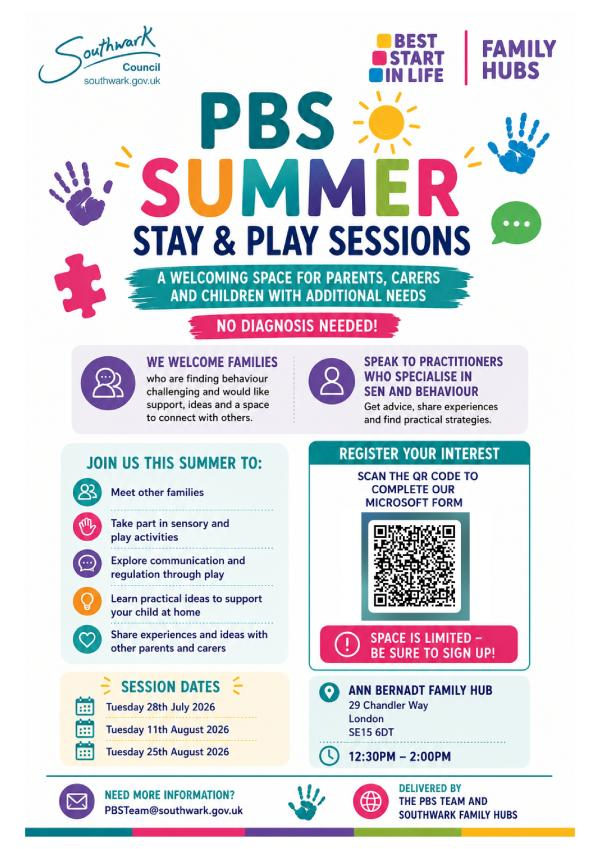 Southwark
Council
southwark.gov.uk
BEST
START
IN LIFE
FAMILY
HUBS
PBS
SUMMER
STAY & PLAY SESSIONS
A WELCOMING SPACE FOR PARENTS, CARERS
AND CHILDREN WITH ADDITIONAL NEEDS
NO DIAGNOSIS NEEDED!
WE WELCOME FAMILIES
who are finding behaviour
challenging and would like
support, ideas and a space
to connect with others.
SPEAK TO PRACTITIONERS
WHO SPECIALISE IN
SEN AND BEHAVIOUR
Get advice, share experiences
and find practical strategies.
JOIN US THIS SUMMER TO:
Meet other families
Take part in sensory and
play activities
Explore communication and
regulation through play
Learn practical ideas to support
your child at home
Share experiences and ideas with
other parents and carers
REGISTER YOUR INTEREST
SCAN THE QR CODE TO
COMPLETE OUR
MICROSOFT FORM
SPACE IS LIMITED –
BE SURE TO SIGN UP!
SESSION DATES
Tuesday 28th July 2026
Tuesday 11th August 2026
Tuesday 25th August 2026
ANN BERNADT FAMILY HUB
29 Chandler Way
London
SE15 6DT
12:30PM – 2:00PM
NEED MORE INFORMATION?
PBSTeam@southwark.gov.uk
DELIVERED BY
THE PBS TEAM AND
SOUTHWARK FAMILY HUBS